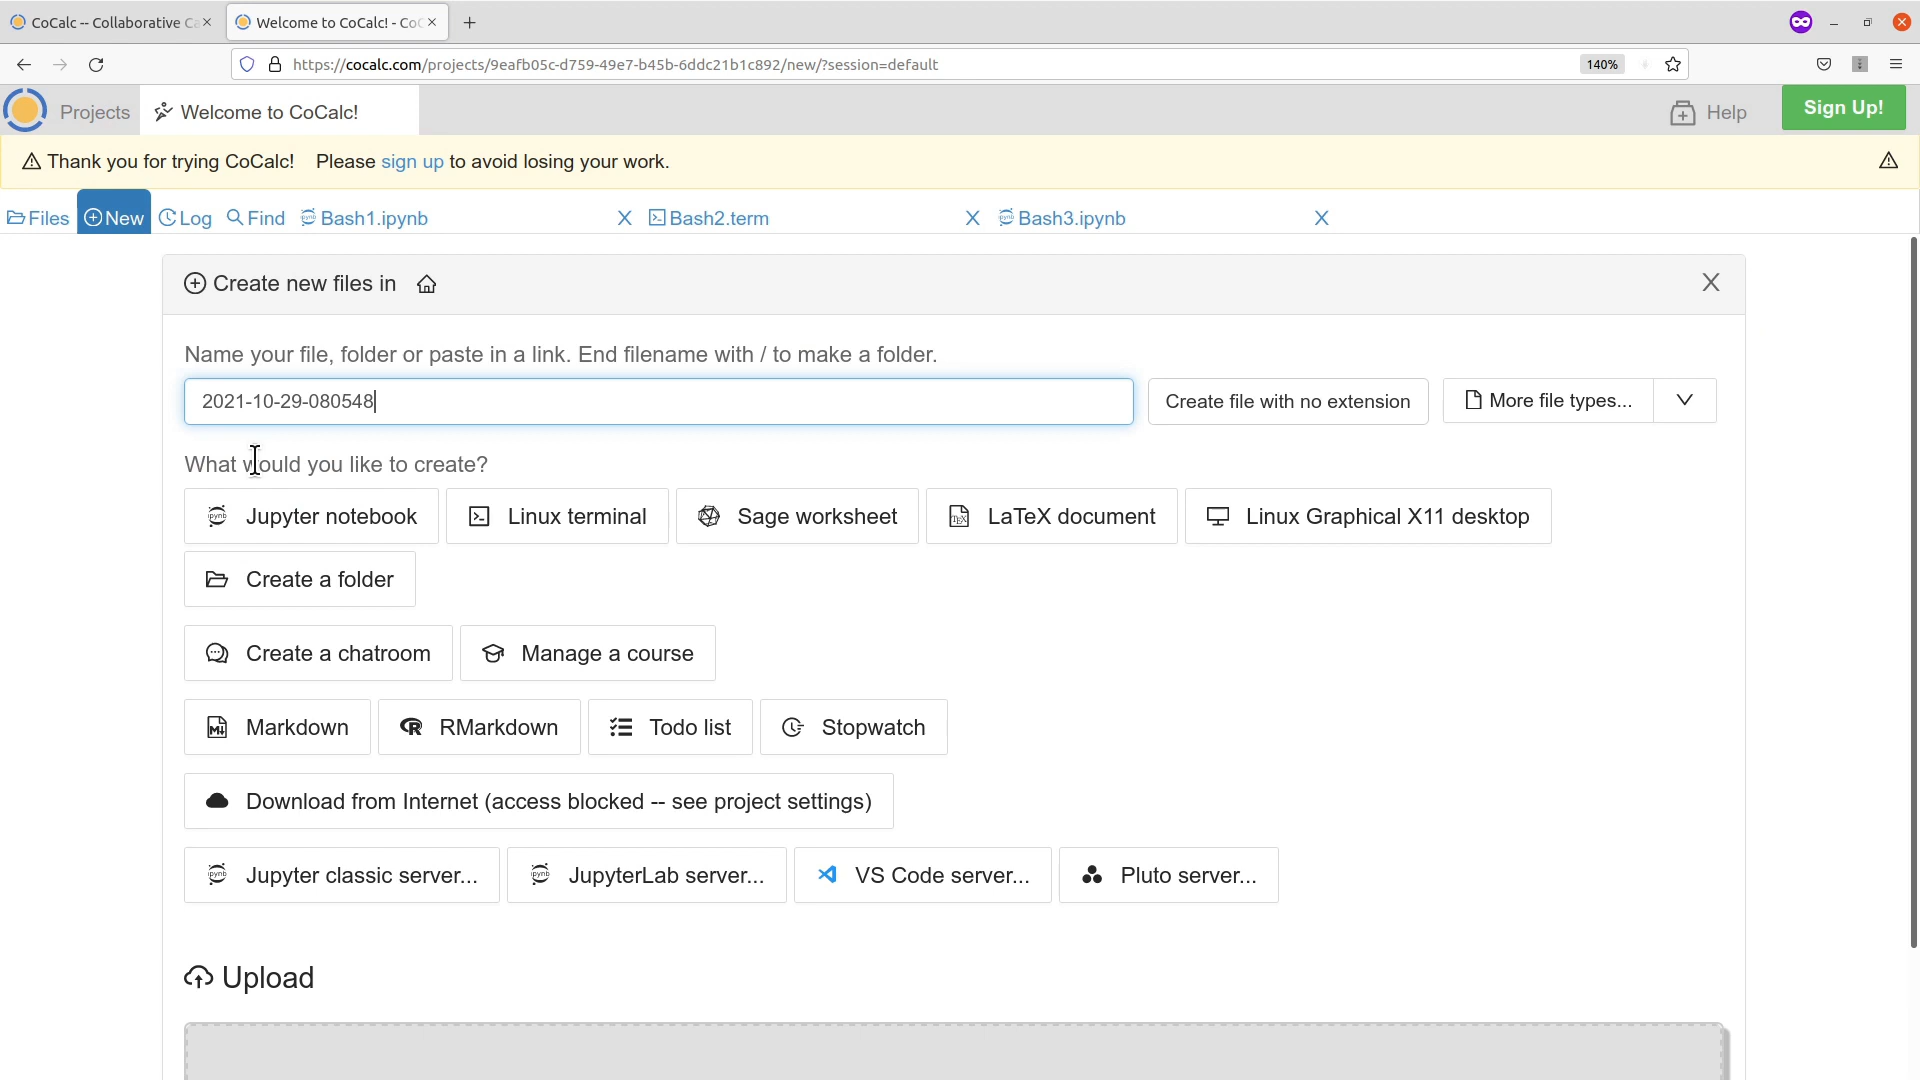 CoCalc -- Collaborative Ca
Welcome to CoCalc! - CoC
https://cocalc.com/projects/9eafb05c-d759-49e7-b45b-6ddc21b1c892/new/?session=default
140%
Projects
Welcome to CoCalc!
Help
Sign Up!
Thank you for trying CoCalc! Please sign up to avoid losing your work.
Files
New
Log
Find
Bash1.ipynb
X
Bash2.term
X
Bash3.ipynb
X
Create new files in
X
Name your file, folder or paste in a link. End filename with / to make a folder.
2021-10-29-080548
Create file with no extension
More file types...
What would you like to create?
Jupyter notebook
Linux terminal
Sage worksheet
LaTeX document
Linux Graphical X11 desktop
Create a folder
Create a chatroom
Manage a course
Markdown
RMarkdown
Todo list
Stopwatch
Download from Internet (access blocked -- see project settings)
Jupyter classic server...
JupyterLab server...
VS Code server...
Pluto server...
Upload